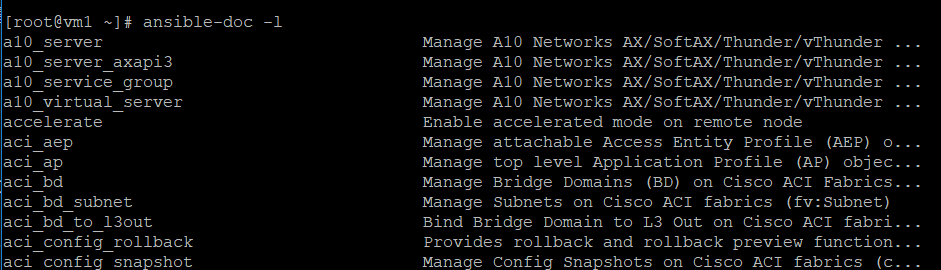 [root@vm1 ~]# ansible-doc -l
a10_server Manage A10 Networks AX/SoftAX/Thunder/vThunder ...
a10_server_axapi3 Manage A10 Networks AX/SoftAX/Thunder/vThunder ...
a10_service_group Manage A10 Networks AX/SoftAX/Thunder/vThunder ...
a10_virtual_server Manage A10 Networks AX/SoftAX/Thunder/vThunder ...
accelerate Enable accelerated mode on remote node
aci_aep Manage attachable Access Entity Profile (AEP) o...
aci_ap Manage top level Application Profile (AP) objec...
aci_bd Manage Bridge Domains (BD) on Cisco ACI Fabrics...
aci_bd_subnet Manage Subnets on Cisco ACI fabrics (fv:Subnet)
aci_bd_to_l3out Bind Bridge Domain to L3 Out on Cisco ACI fabri...
aci_config_rollback Provides rollback and rollback preview function...
aci_config_snapshot Manage Config Snapshots on Cisco ACI fabrics (c...